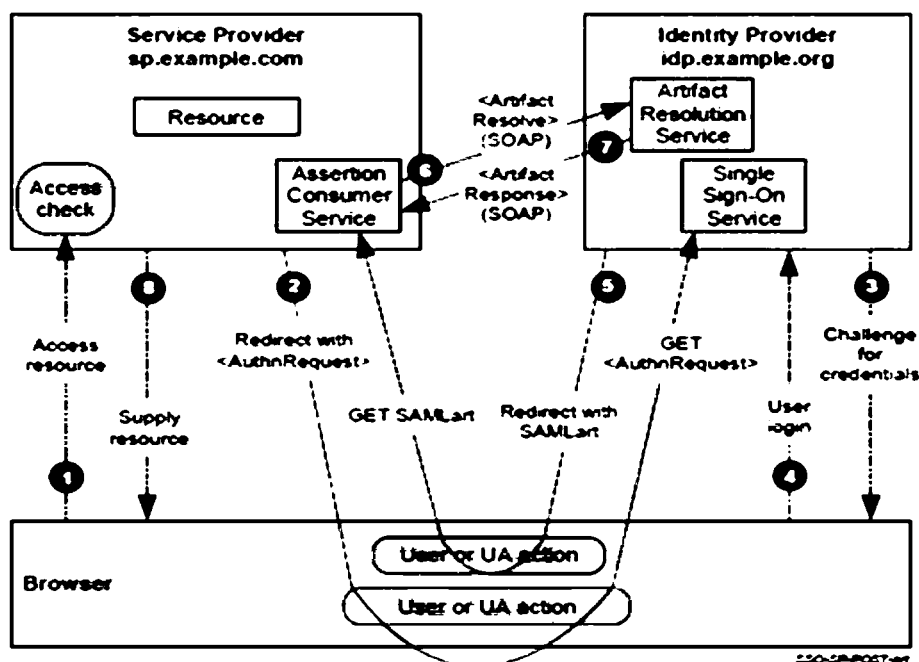 Service Provider
sp.example.com
Identity Provider
idp.example.org
Resource
<Artifact
Resolve>
(SOAP)
Artifact
Resolution
Service
6
7
Access
check
Assertion
Consumer
Service
<Artifact
Response>
(SOAP)
Single
Sign-On
Service
8
2
5
3
Access
resource
Redirect with
<AuthnRequest>
GET
<AuthnRequest>
Challenge
for
credentials
Supply
resource
GET SAMLart
Redirect with
SAMLart
User
login
1
4
User or UA action
Browser
User or UA action